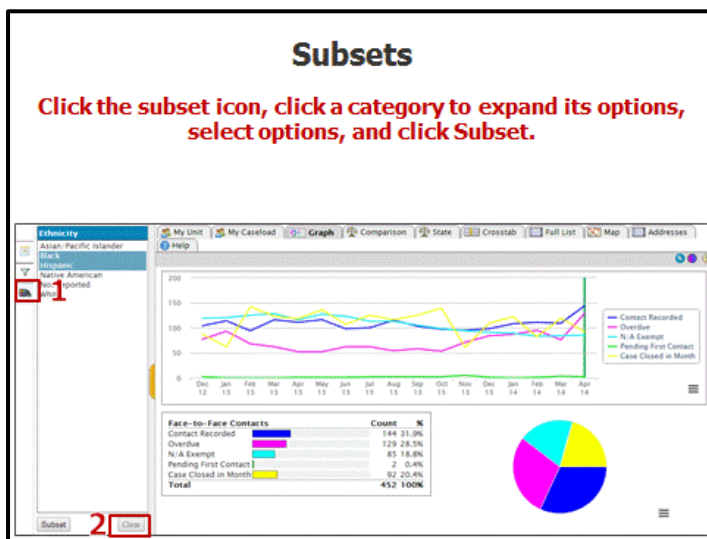 Subsets
Click the subset icon, click a category to expand its options,
select options, and click Subset.
Ethnicity
Asian/Pacific Islander
Black
Hispanic
Native American
1
My Unit
My Caseload
Graph
Comparison
State
Crosstab
Full List
Map
Addresses
Help
200
150
100
50
0
Dec 12
Jan 13
Feb 13
Mar 13
Apr 13
May 13
Jun 13
Jul 13
Aug 13
Sep 13
Oct 13
Nov 13
Dec 13
Jan 14
Feb 14
Mar 14
Apr 14
Contact Recorded
Overdue
N/A Exempt
Pending First Contact
Case Closed in Month
Face-to-Face Contacts Count %
Contact Recorded 144 31.9%
Overdue 129 28.5%
N/A Exempt 85 18.8%
Pending First Contact 2 0.4%
Case Closed in Month 92 20.4%
Total 452 100%
Subset
2
Clear